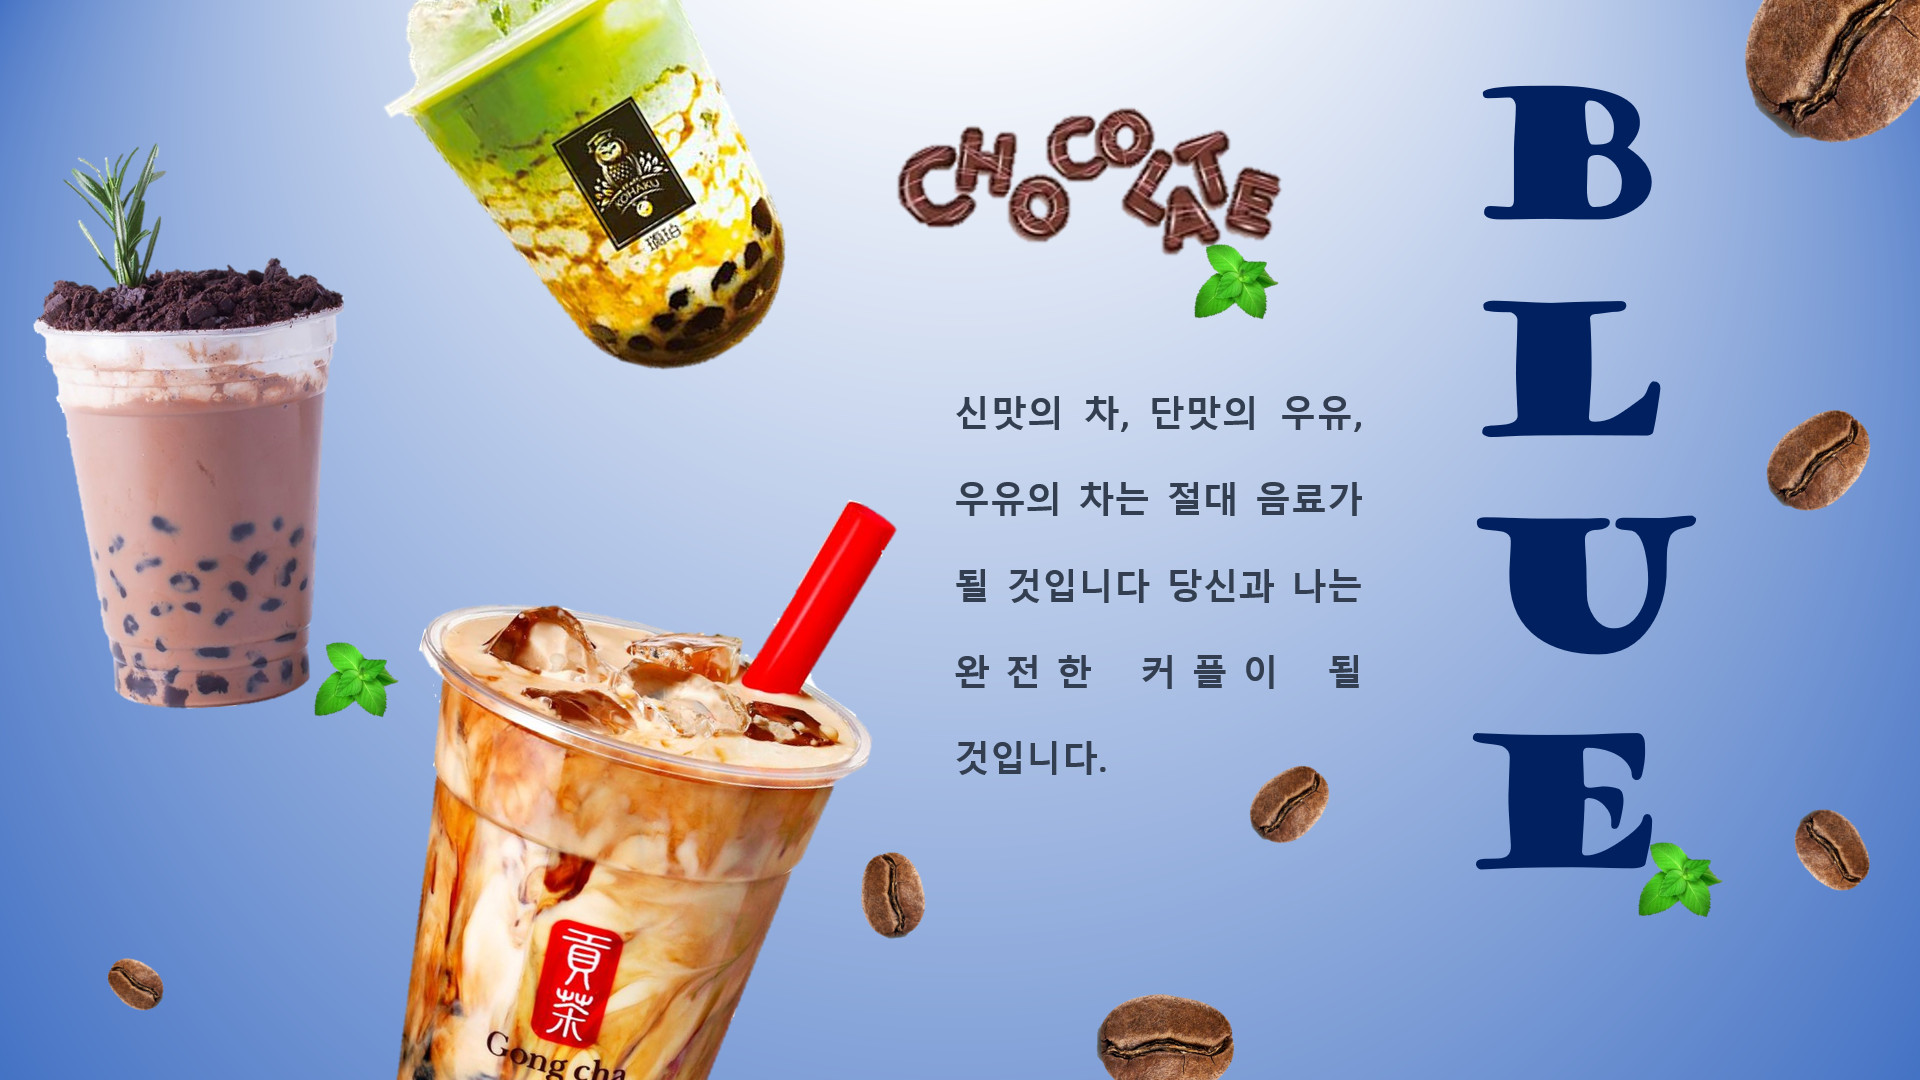 KOHAKU
琥珀
CHOCOLATE
신맛의 차, 단맛의 우유,
우유의 차는 절대 음료가
될 것입니다 당신과 나는
완전한 커플이 될
것입니다.
BLUE
貢茶
Gong cha